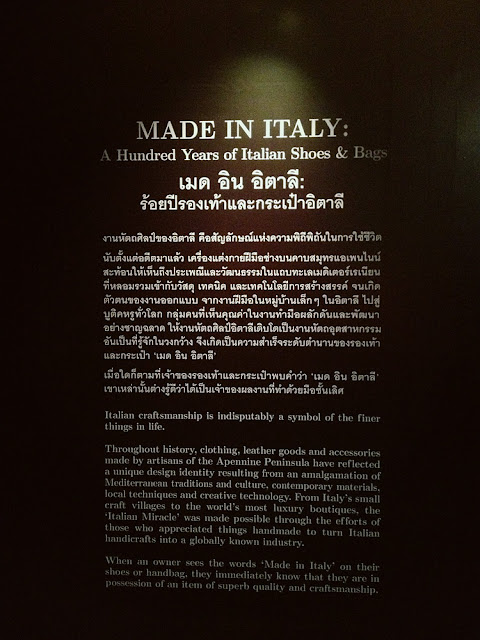 MADE IN ITALY:
A Hundred Years of Italian Shoes & Bags
เมด อิน อิตาลี:
ร้อยปีรองเท้าและกระเป๋าอิตาลี
งานหัตถศิลป์ของอิตาลี คือสัญลักษณ์แห่งความพิถีพิถันในการใช้ชีวิต
นับตั้งแต่อดีตมาแล้ว เครื่องแต่งกายฝีมือช่างบนคาบสมุทรแอเพนไนน์
สะท้อนให้เห็นถึงประเพณีและวัฒนธรรมในแถบทะเลเมดิเตอร์เรเนียน
ที่หลอมรวมเข้ากับวัสดุ เทคนิค และเทคโนโลยีการสร้างสรรค์ จนเกิด
ตัวตนของงานออกแบบ จากงานฝีมือในหมู่บ้านเล็กๆ ในอิตาลี ไปสู่
บูติคหรูทั่วโลก กลุ่มคนที่เห็นคุณค่าในงานทำมือผลักดันและพัฒนา
อย่างชาญฉลาด ให้งานหัตถศิลป์อิตาลีเติบโตเป็นงานหัตถอุตสาหกรรม
อันเป็นที่รู้จักในวงกว้าง จึงเกิดเป็นความสำเร็จระดับตำนานของรองเท้า
และกระเป๋า ‘เมด อิน อิตาลี’
เมื่อใดก็ตามที่เจ้าของรองเท้าและกระเป๋าพบคำว่า ‘เมด อิน อิตาลี’
เขาเหล่านั้นต่างรู้ดีว่าได้เป็นเจ้าของผลงานที่ทำด้วยมือชั้นเลิศ
Italian craftsmanship is indisputably a symbol of the finer
things in life.
Throughout history, clothing, leather goods and accessories
made by artisans of the Apennine Peninsula have reflected
a unique design identity resulting from an amalgamation of
Mediterranean traditions and culture, contemporary materials,
local techniques and creative technology. From Italy's small
craft villages to the world's most luxury boutiques, the
‘Italian Miracle’ was made possible through the efforts of
those who appreciated things handmade to turn Italian
handicrafts into a globally known industry.
When an owner sees the words ‘Made in Italy’ on their
shoes or handbag, they immediately know that they are in
possession of an item of superb quality and craftsmanship.